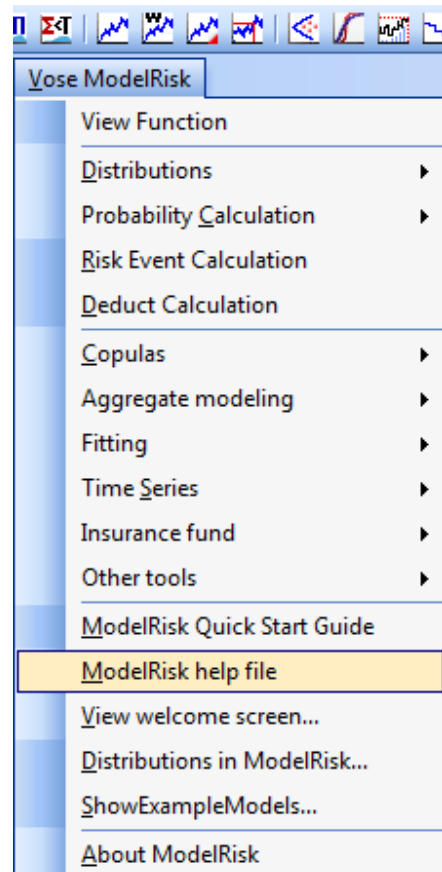 Vose ModelRisk
View Function
Distributions
Probability Calculation
Risk Event Calculation
Deduct Calculation
Copulas
Aggregate modeling
Fitting
Time Series
Insurance fund
Other tools
ModelRisk Quick Start Guide
ModelRisk help file
View welcome screen...
Distributions in ModelRisk...
ShowExampleModels...
About ModelRisk